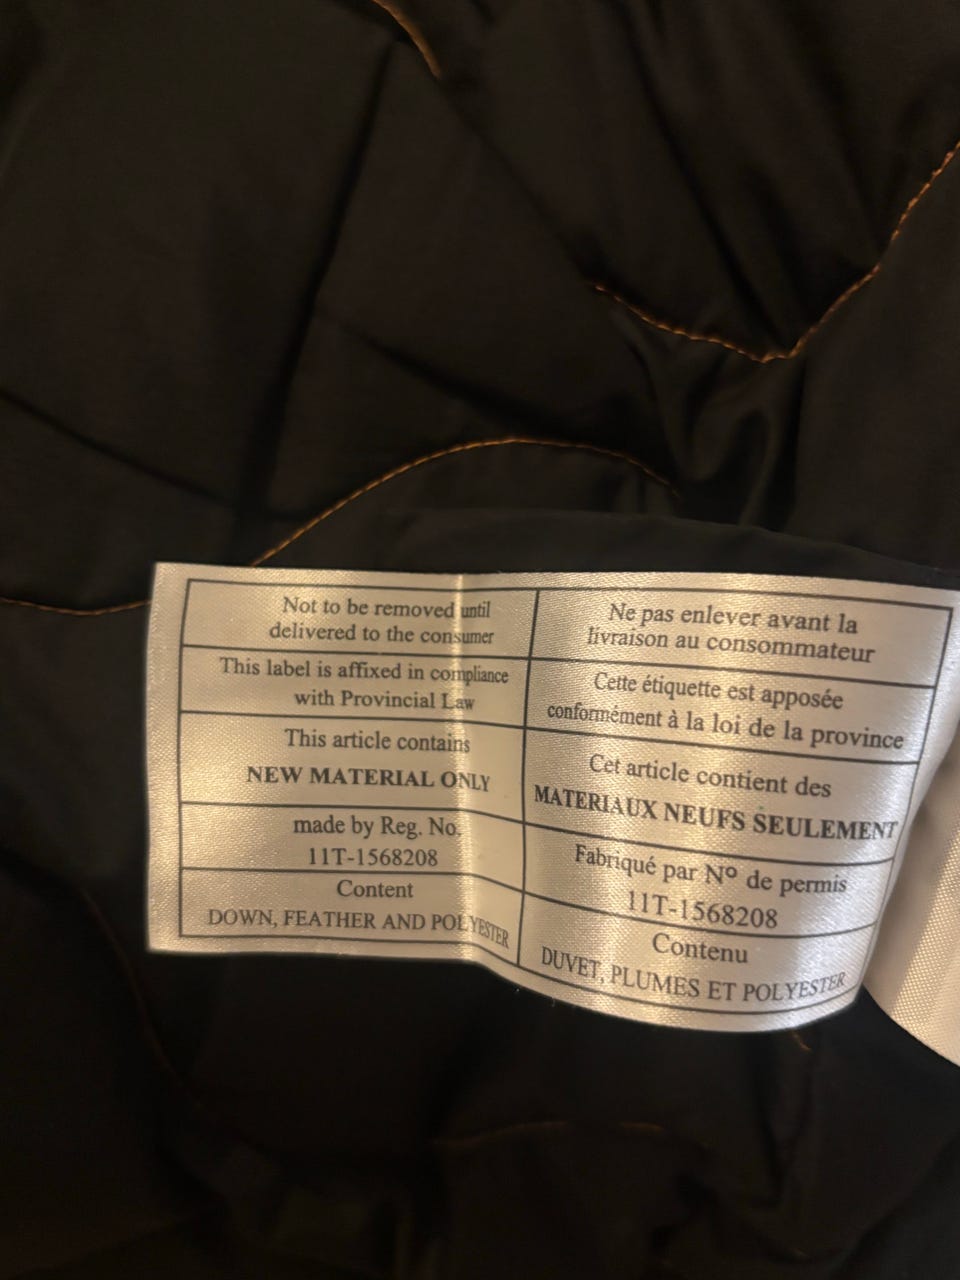 Not to be removed until
delivered to the consumer
This label is affixed in compliance
with Provincial Law
This article contains
NEW MATERIAL ONLY
made by Reg. No.
11T-1568208
Content
DOWN, FEATHER AND POLYESTER
Ne pas enlever avant la
livraison au consommateur
Cette étiquette est apposée
conformément à la loi de la province
Cet article contient des
MATERIAUX NEUFS SEULEMENT
Fabriqué par Nº de permis
11T-1568208
Contenu
DUVET, PLUMES ET POLYESTER